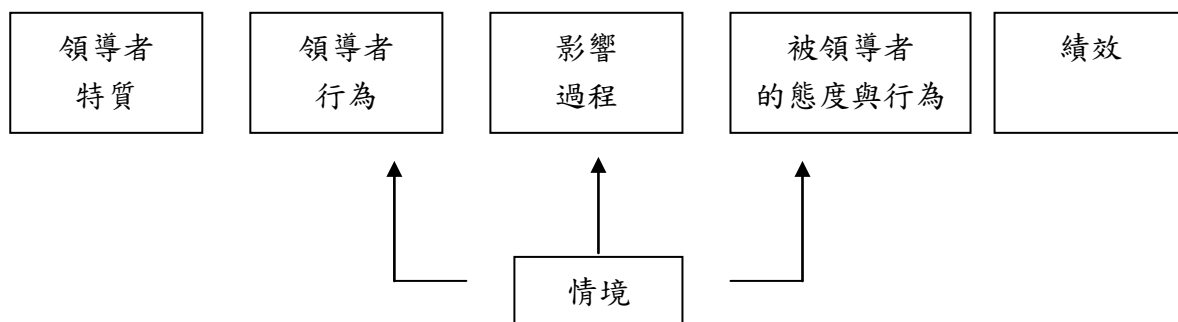 領導者
特質
領導者
行為
影響
過程
被領導者
的態度與行為
績效
情境